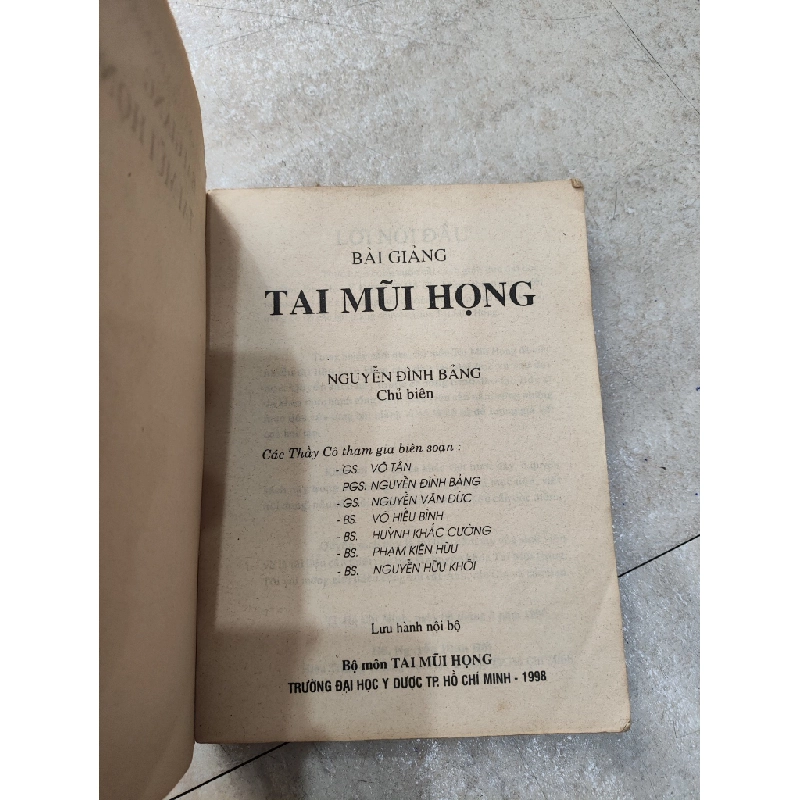 BÀI GIẢNG
TAI MŨI HỌNG
NGUYỄN ĐÌNH BẢNG
Chủ biên
Các Thầy Cô tham gia biên soạn :
- GS. VÕ TẤN
PGS. NGUYỄN ĐÌNH BẢNG
- GS. NGUYỄN VĂN ĐỨC
- BS. VÕ HIẾU BÌNH
- BS. HUỲNH KHẮC CƯỜNG
- BS. PHẠM KIÊN HỮU
- BS. NGUYỄN HỮU KHÔI
Lưu hành nội bộ
Bộ môn TAI MŨI HỌNG
TRƯỜNG ĐẠI HỌC Y DƯỢC TP. HỒ CHÍ MINH - 1998
LỜI NÓI ĐẦU